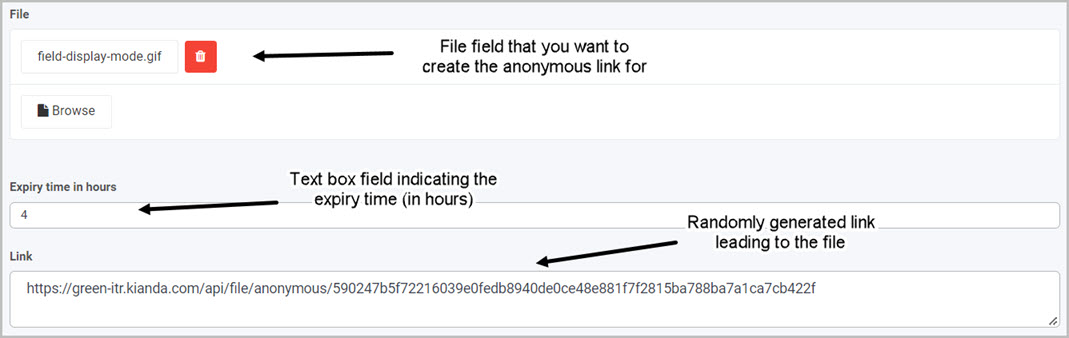 File
field-display-mode.gif
File field that you want to
create the anonymous link for
Browse
Expiry time in hours
Text box field indicating the
expiry time (in hours)
4
Randomly generated link
leading to the file
Link
https://green-itr.kianda.com/api/file/anonymous/590247b5f72216039e0fedb8940de0ce48e881f7f2815ba788ba7a1ca7cb422f